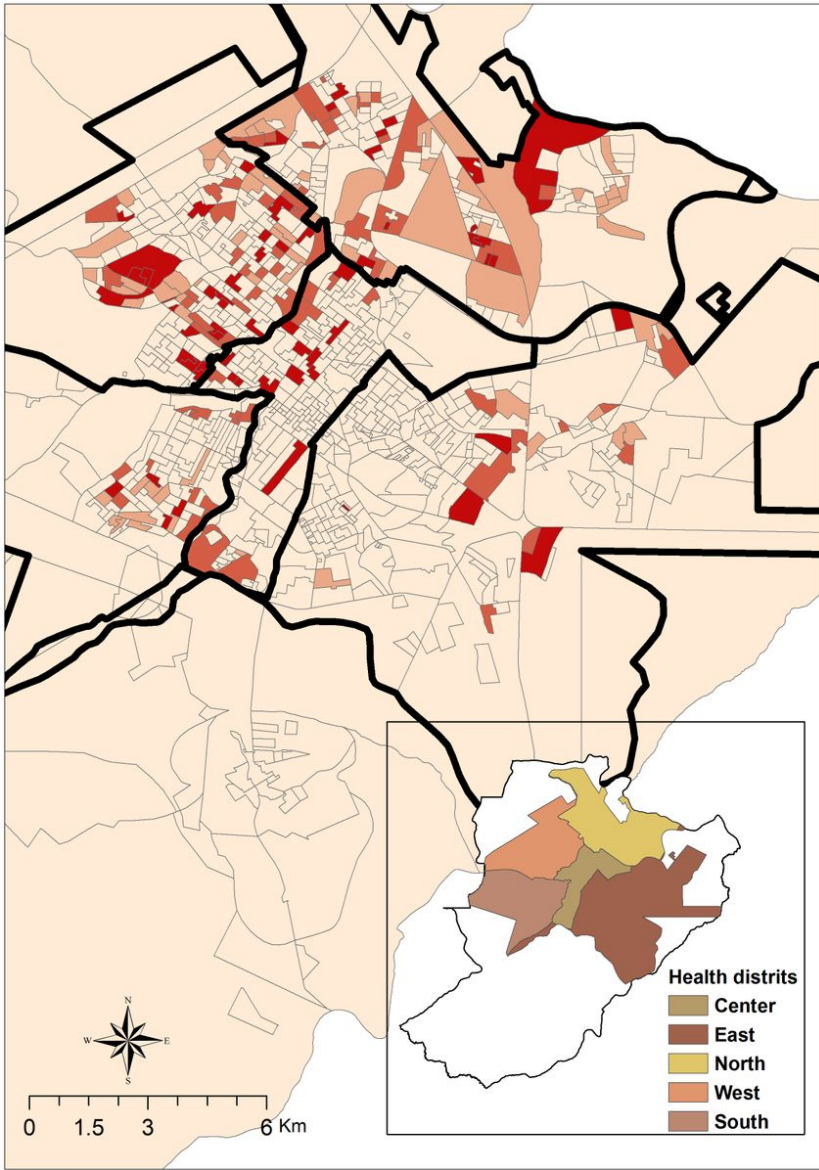 N
W E
S
0 1.5 3 6 Km
Health distrits
Center
East
North
West
South